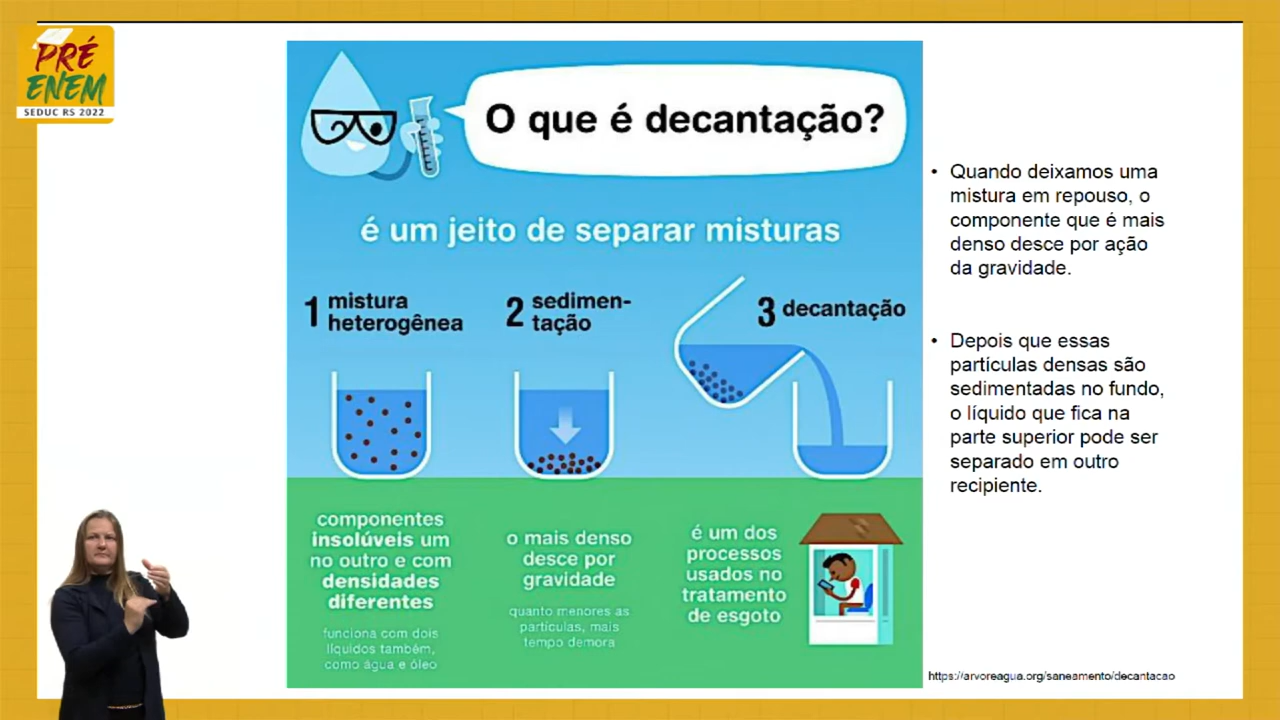 PRÉ
ENEM
SEDUC RS 2022
O que é decantação?
é um jeito de separar misturas
1 mistura
heterogênea
2 sedimen-
tação
3 decantação
componentes
insolúveis um
no outro e com
densidades
diferentes
funciona com dois
líquidos também,
como água e óleo
o mais denso
desce por
gravidade
quanto menores as
partículas, mais
tempo demora
é um dos
processos
usados no
tratamento
de esgoto
• Quando deixamos uma
mistura em repouso, o
componente que é mais
denso desce por ação
da gravidade.
• Depois que essas
partículas densas são
sedimentadas no fundo,
o líquido que fica na
parte superior pode ser
separado em outro
recipiente.
https://arvoreagua.org/saneamento/decantacao